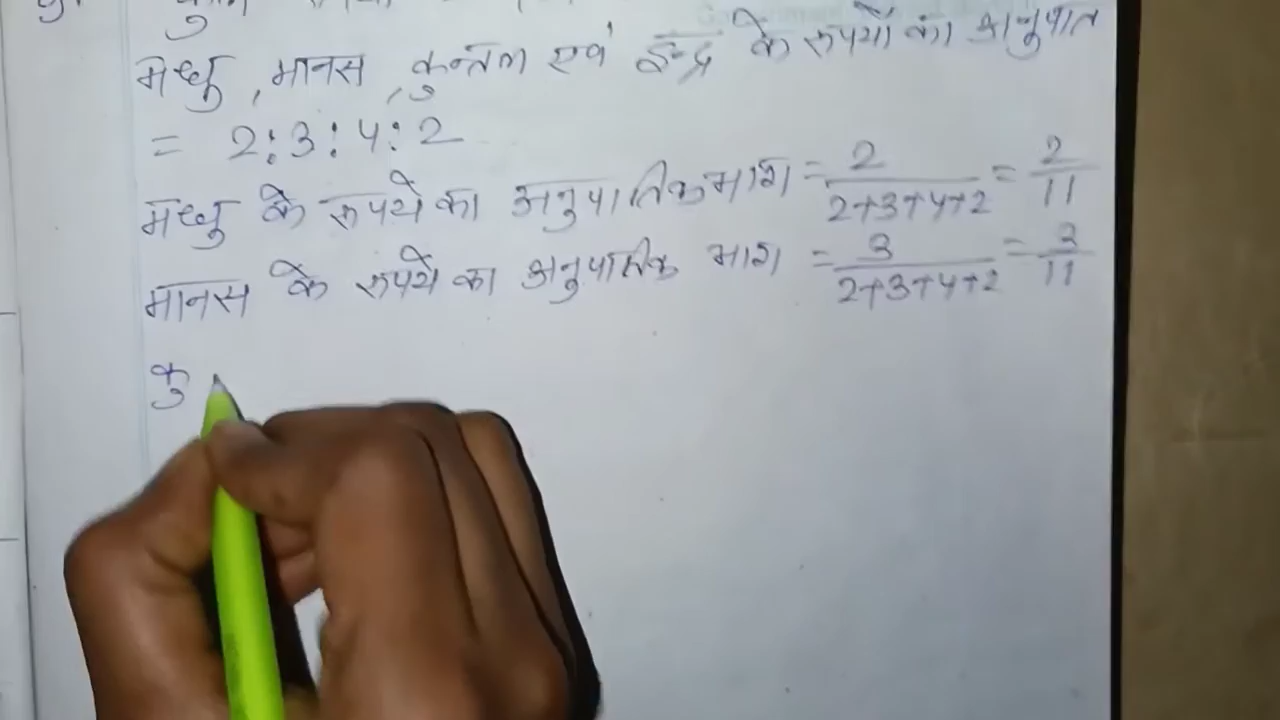 मधु, मानस, कुन्तल एवं इन्द्र के रुपयों का अनुपात
= 2:3:4:2
मधु के रुपये का अनुपातिक भाग = 2/(2+3+4+2) = 2/11
मानस के रुपये का अनुपातिक भाग = 3/(2+3+4+2) = 3/11
कु